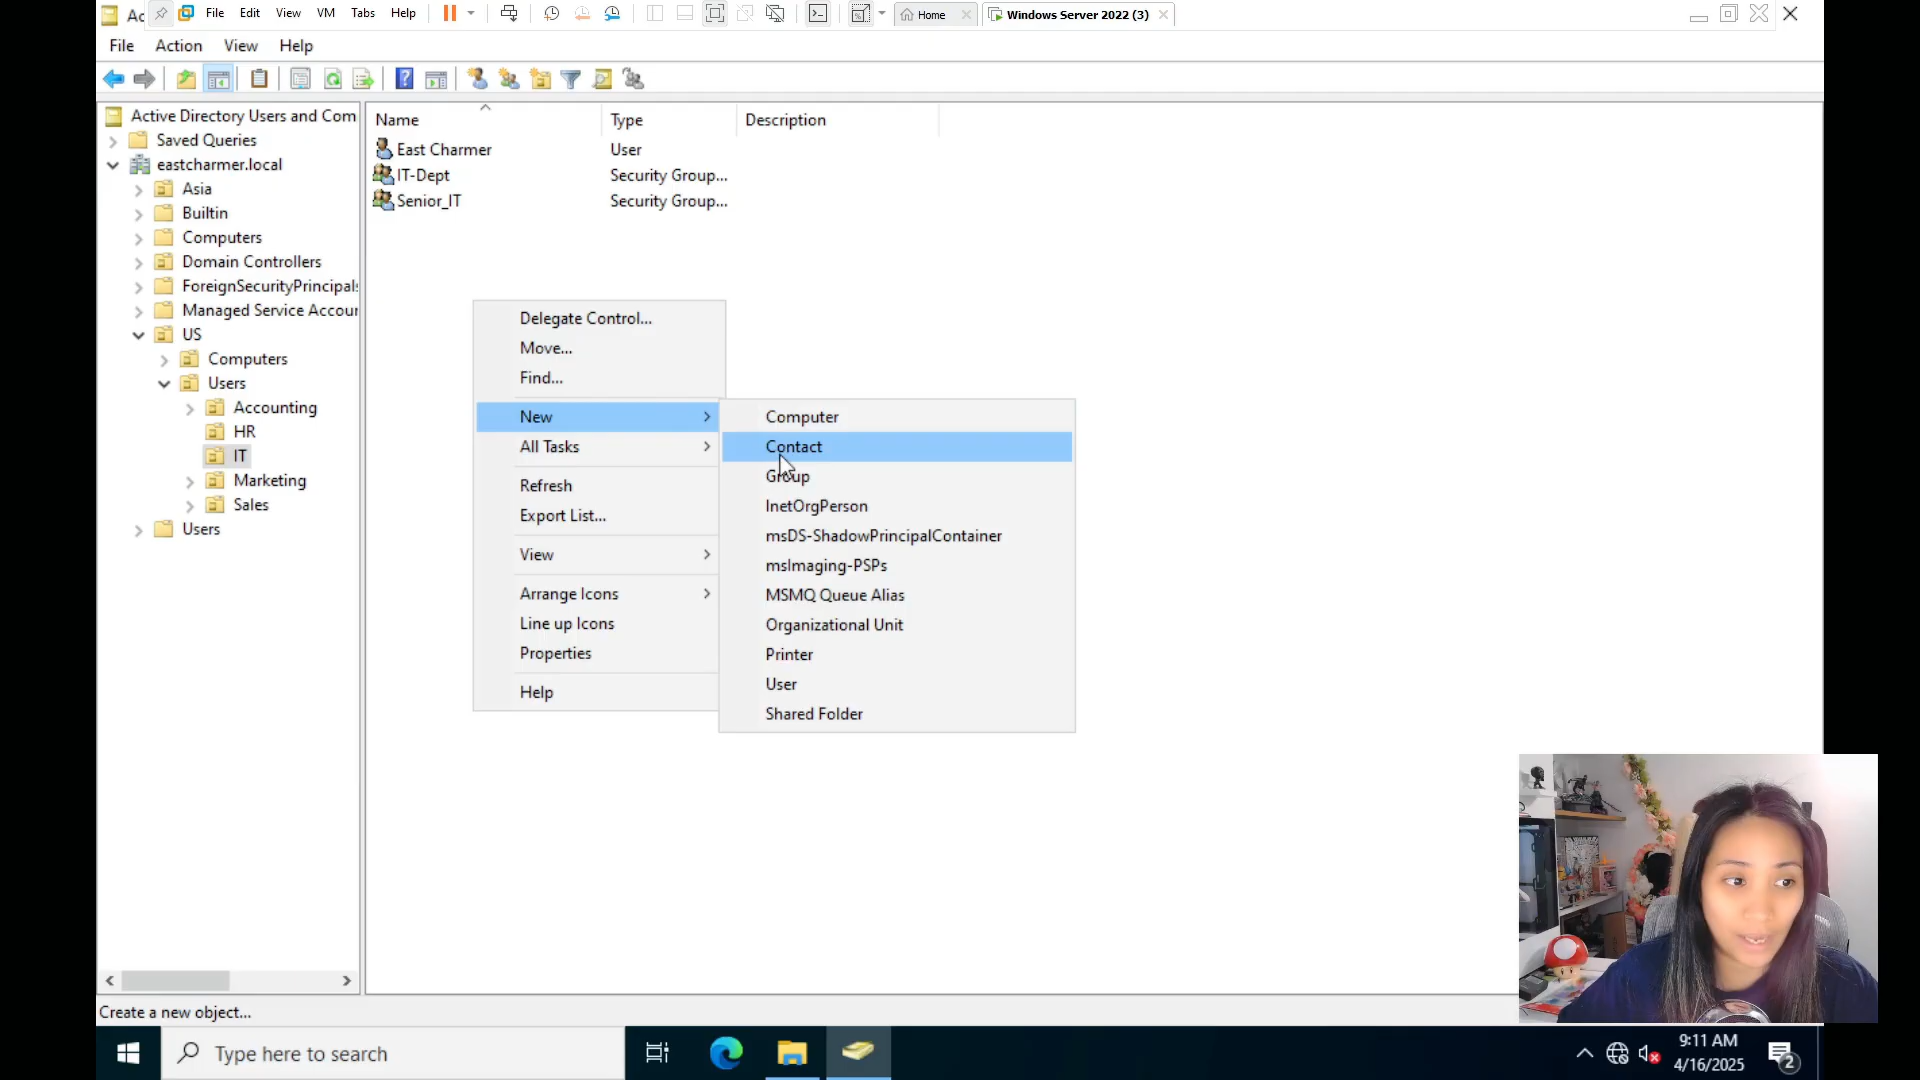 Ac
File Edit View VM Tabs Help
Home
Windows Server 2022 (3)
File Action View Help
Active Directory Users and Com
Saved Queries
eastcharmer.local
Asia
Builtin
Computers
Domain Controllers
ForeignSecurityPrincipals
Managed Service Accour
US
Computers
Users
Accounting
HR
IT
Marketing
Sales
Users
Name Type Description
East Charmer User
IT-Dept Security Group...
Senior_IT Security Group...
Delegate Control...
Move...
Find...
New
All Tasks
Refresh
Export List...
View
Arrange Icons
Line up Icons
Properties
Help
Computer
Contact
Group
InetOrgPerson
msDS-ShadowPrincipalContainer
msImaging-PSPs
MSMQ Queue Alias
Organizational Unit
Printer
User
Shared Folder
Create a new object...
Type here to search
9:11 AM
4/16/2025
2